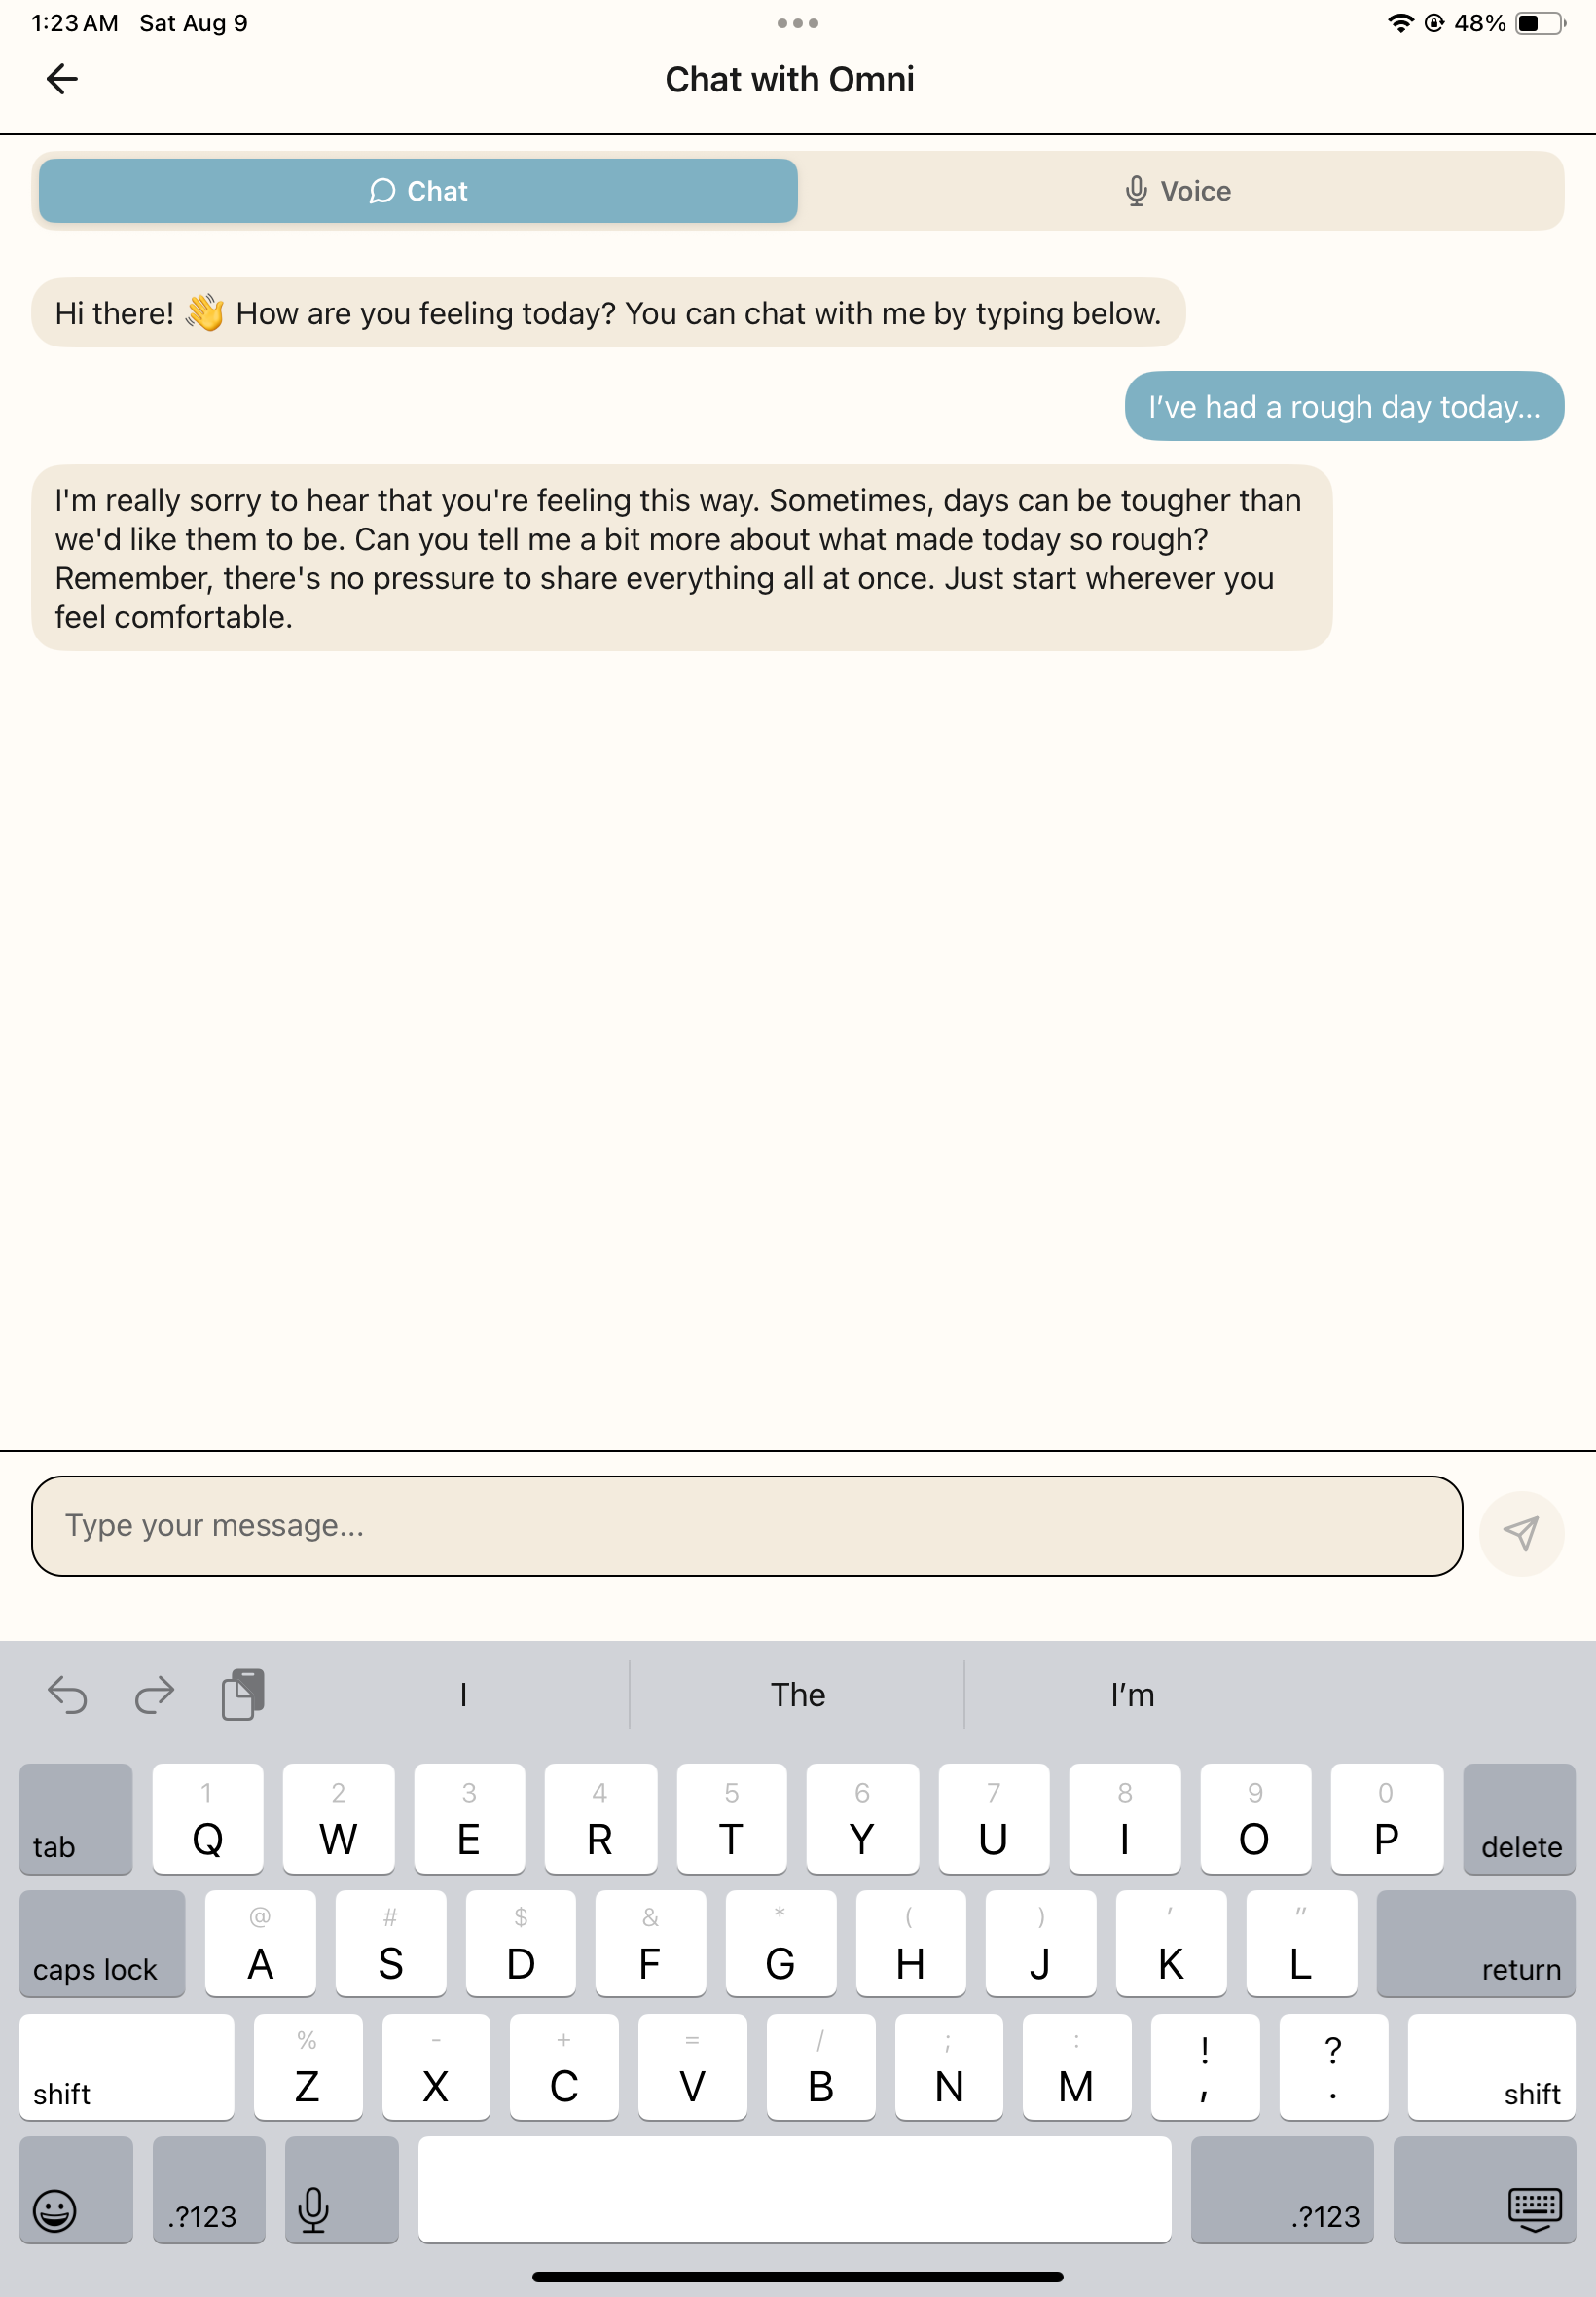 1:23 AM Sat Aug 9
48%
Chat with Omni
Chat
Voice
Hi there! 👋 How are you feeling today? You can chat with me by typing below.
I’ve had a rough day today...
I'm really sorry to hear that you're feeling this way. Sometimes, days can be tougher than
we'd like them to be. Can you tell me a bit more about what made today so rough?
Remember, there's no pressure to share everything all at once. Just start wherever you
feel comfortable.
Type your message...
I The I’m
1 2 3 4 5 6 7 8 9 0
tab Q W E R T Y U I O P delete
@ # $ & * ( ) ′ ″
caps lock A S D F G H J K L return
% - + = / ; : ! ?
shift Z X C V B N M , . shift
.?123 .?123